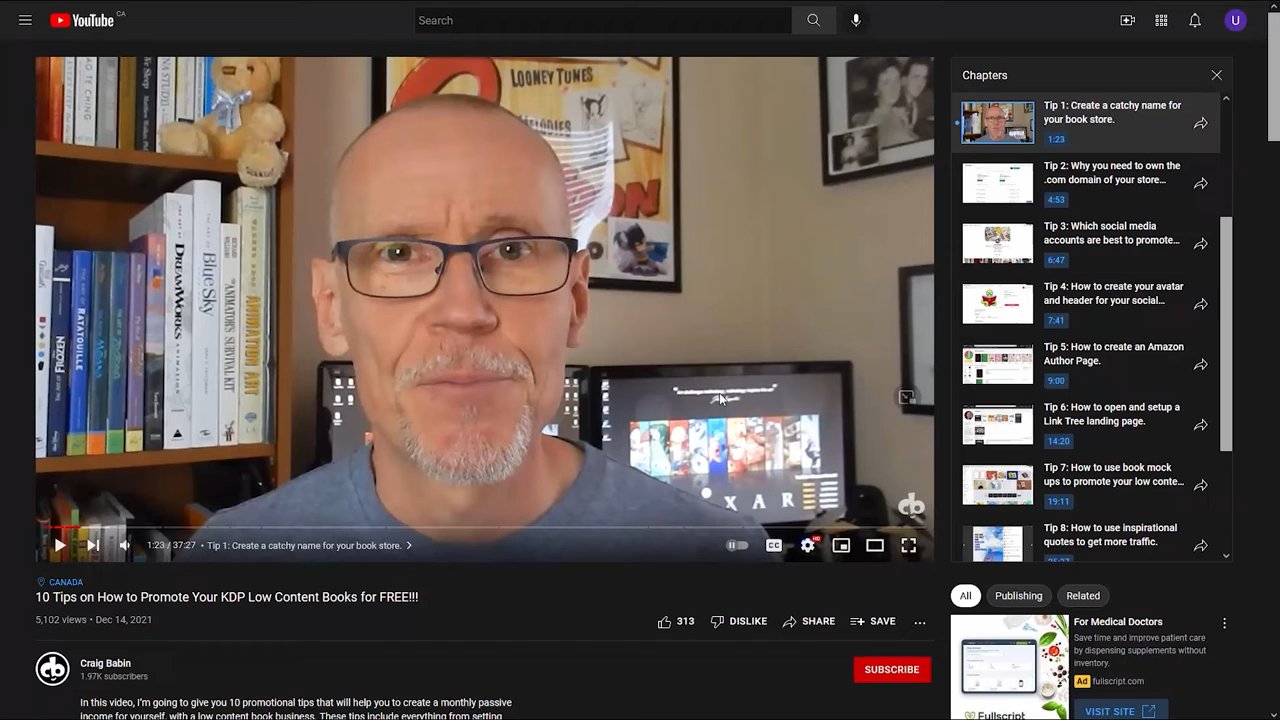 YouTube CA
Search
U
LOONEY TUNES
TAO TE CHING
DREAMWORKS
ANIMATION
BlueSky
THE ANIMATOR'S SURVIVAL KIT
ANIMATION ART
RATATOUILLE
FINDING NEMO
XAR
cb
1:23 / 37:27 • Tip 1: Create a catchy name for your book store.
CC
HD
CANADA
10 Tips on How to Promote Your KDP Low Content Books for FREE!!!
5,102 views • Dec 14, 2021
313
DISLIKE
SHARE
SAVE
1.97K subscribers
SUBSCRIBE
In this video, I'm going to give you 10 promotional tips that will help you to create a monthly passive
income for yourself, with a low content book business. These tips include everything from setting
Chapters
Tip 1: Create a catchy name for
your book store.
1:23
Tip 2: Why you need to own the
.com domain of your store...
4:53
Tip 3: Which social media
accounts are best to promote...
6:47
Tip 4: How to create your avatar
and header for your social...
7:41
Tip 5: How to create an Amazon
Author Page.
9:00
Tip 6: How to open and setup a
Link Tree landing page.
14:20
Tip 7: How to use book mock
ups to promote your low conte...
19:11
Tip 8: How to use inspirational
quotes to get more traffic.
All
Publishing
Related
For Medical Doctors
Save time and improve patient care
by dispensing supplements without
inventory.
Ad fullscript.com
VISIT SITE
Fullscript